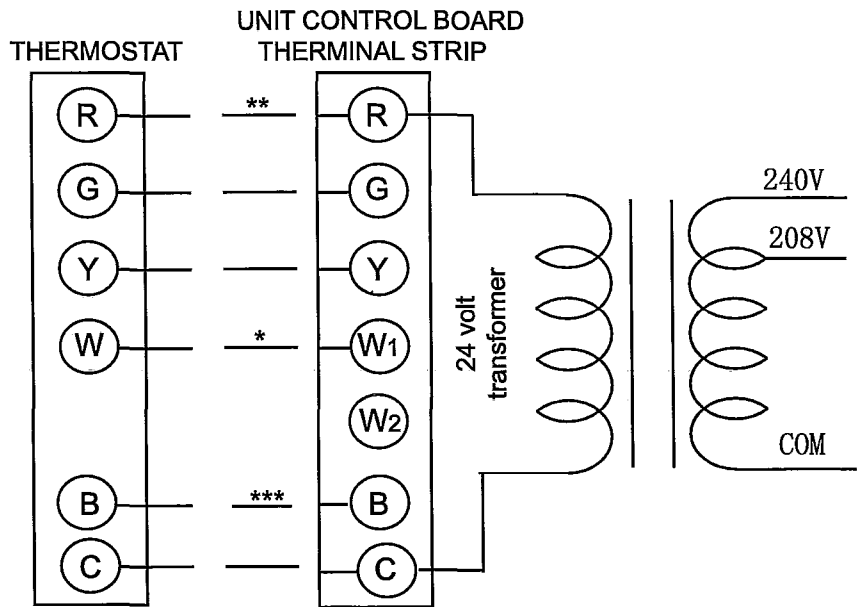 UNIT CONTROL BOARD
THERMOSTAT THERMINAL STRIP
R ** R
G G
Y Y
W * W1
W2
B *** B
C C
24 volt
transformer
240V
208V
COM